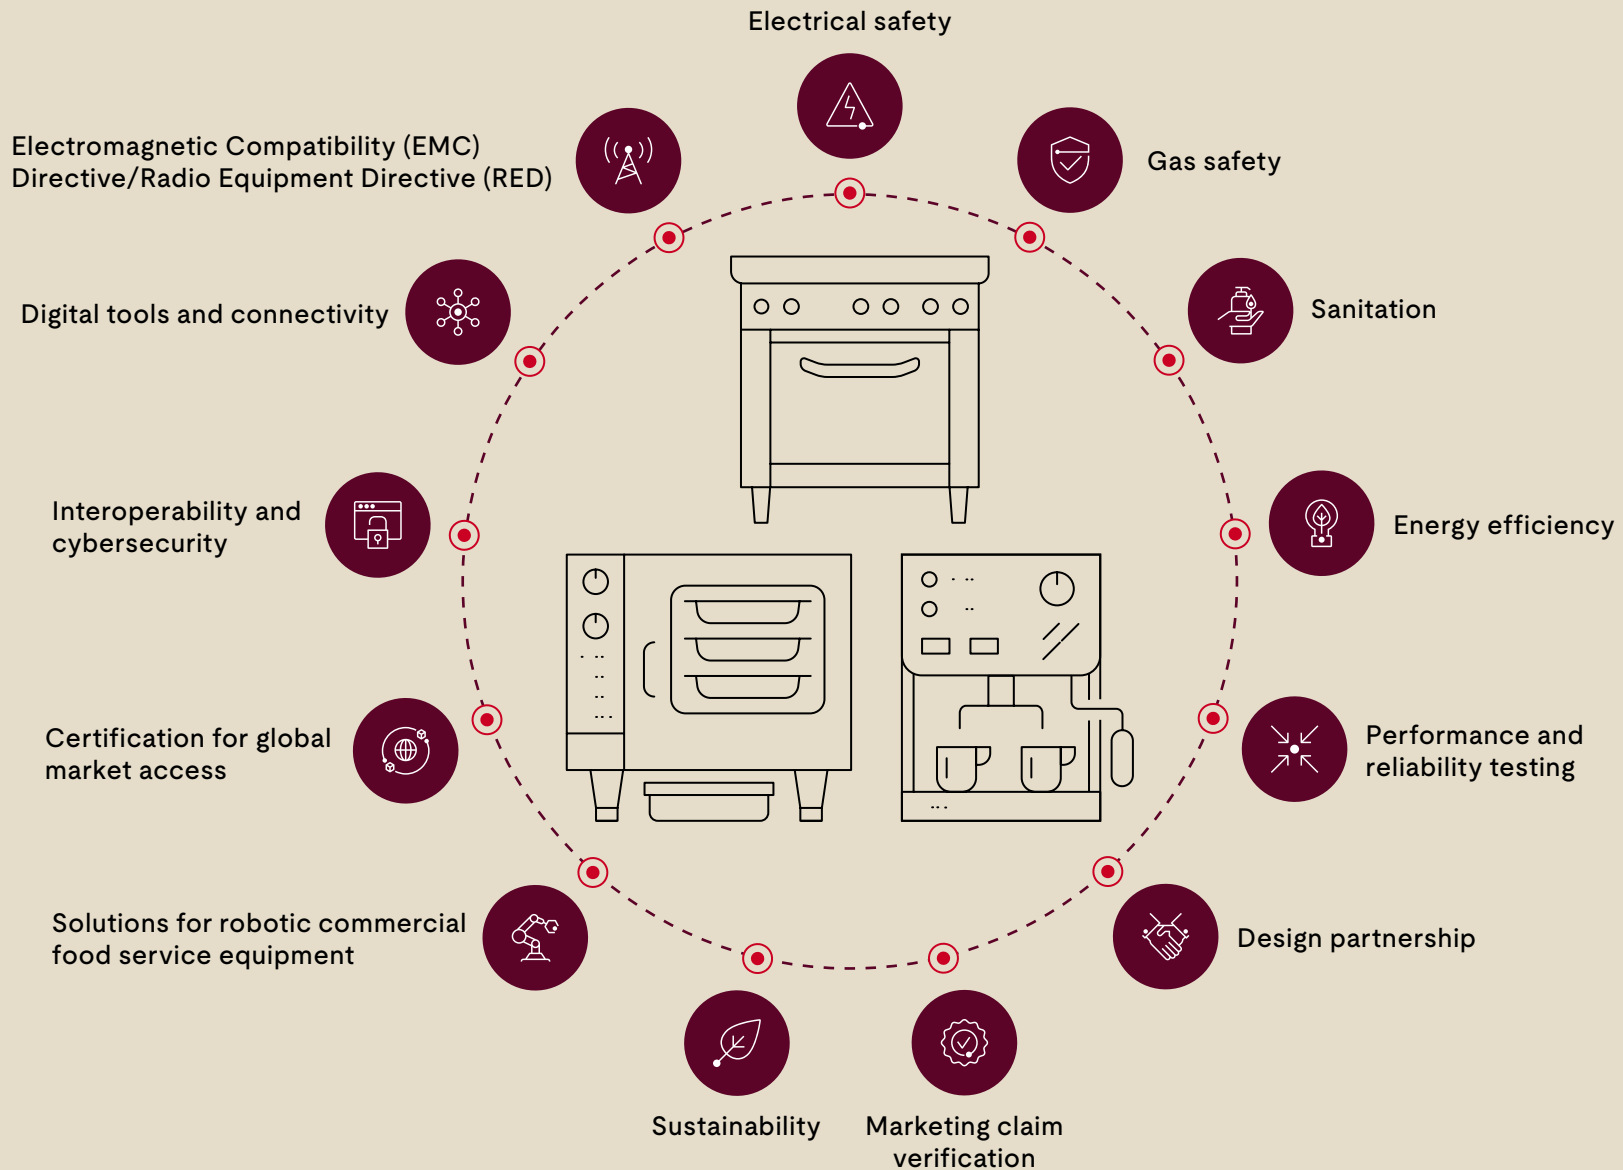 Electrical safety
Gas safety
Sanitation
Energy efficiency
Performance and
reliability testing
Design partnership
Marketing claim
verification
Sustainability
Solutions for robotic commercial
food service equipment
Certification for global
market access
Interoperability and
cybersecurity
Digital tools and connectivity
Electromagnetic Compatibility (EMC)
Directive/Radio Equipment Directive (RED)